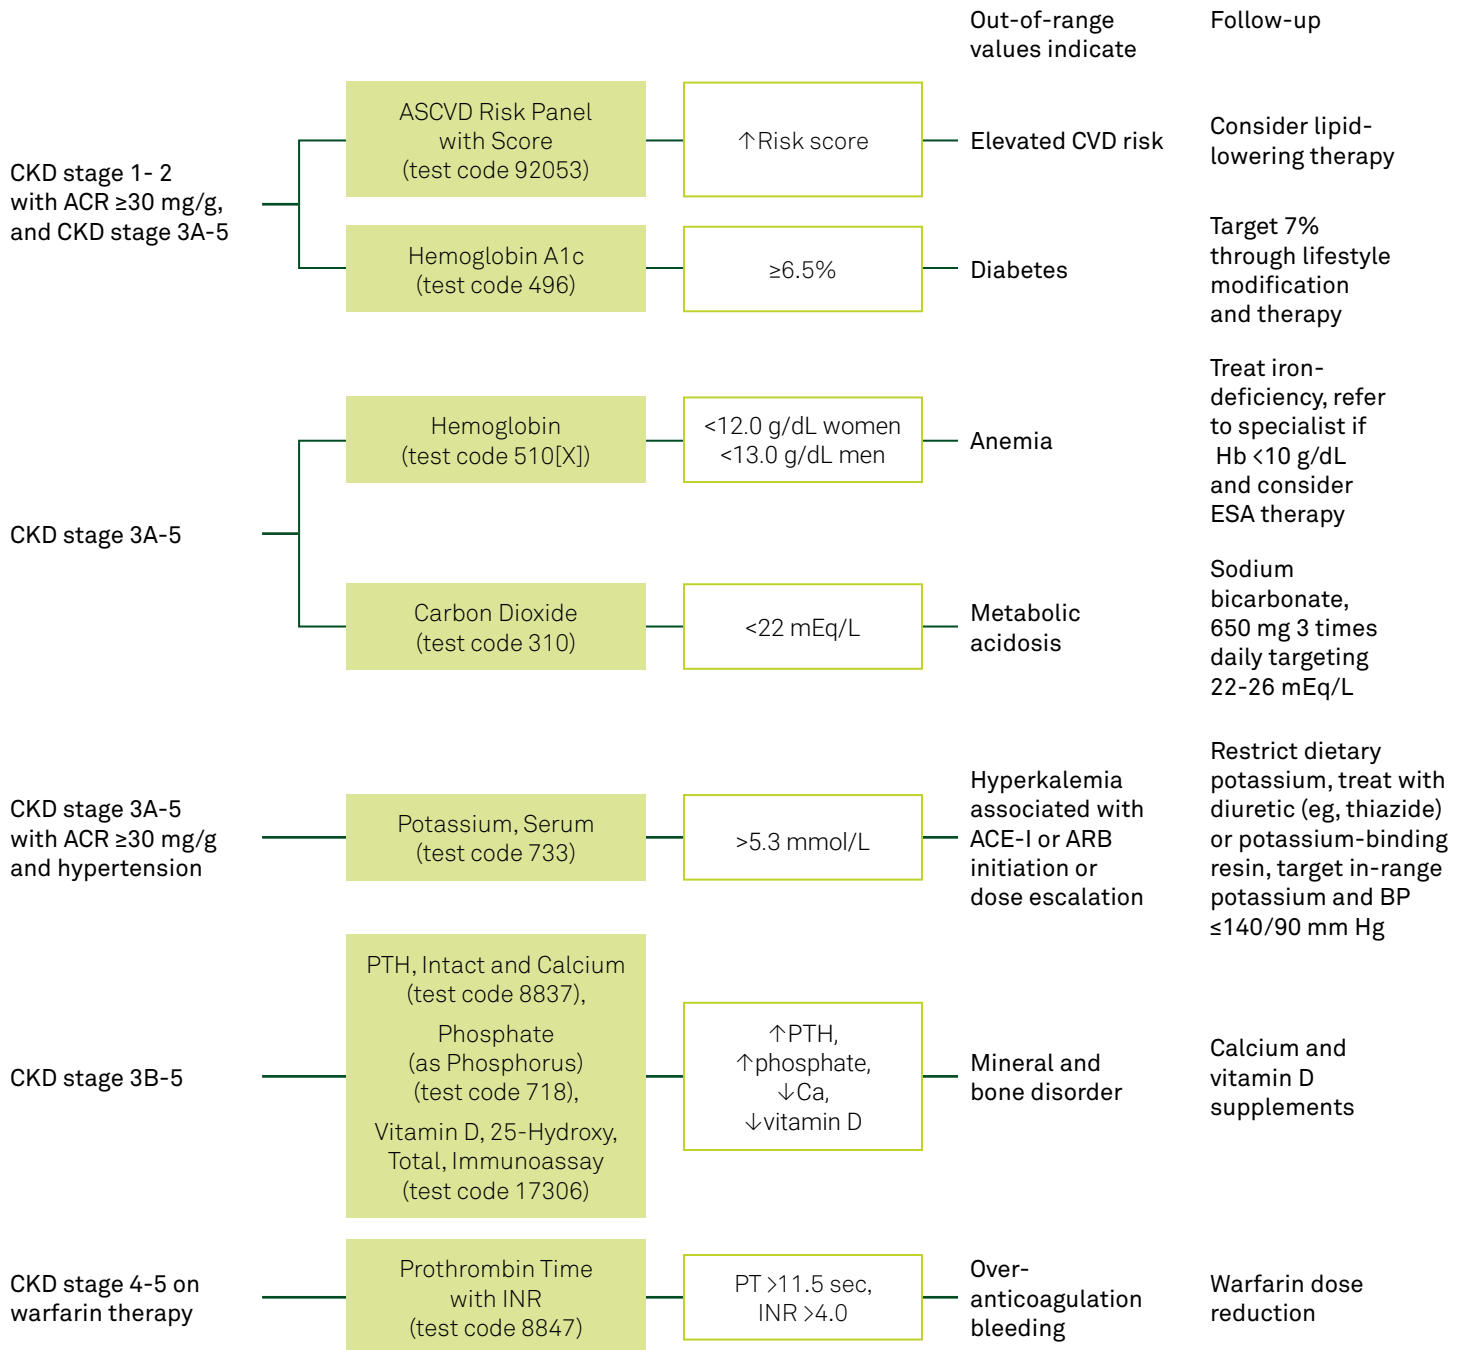 Out-of-range
values indicate
Follow-up
CKD stage 1- 2
with ACR ≥30 mg/g,
and CKD stage 3A-5
ASCVD Risk Panel
with Score
(test code 92053)
↑Risk score
Elevated CVD risk
Consider lipid-
lowering therapy
Hemoglobin A1c
(test code 496)
≥6.5%
Diabetes
Target 7%
through lifestyle
modification
and therapy
CKD stage 3A-5
Hemoglobin
(test code 510[X])
<12.0 g/dL women
<13.0 g/dL men
Anemia
Treat iron-
deficiency, refer
to specialist if
Hb <10 g/dL
and consider
ESA therapy
Carbon Dioxide
(test code 310)
<22 mEq/L
Metabolic
acidosis
Sodium
bicarbonate,
650 mg 3 times
daily targeting
22-26 mEq/L
CKD stage 3A-5
with ACR ≥30 mg/g
and hypertension
Potassium, Serum
(test code 733)
>5.3 mmol/L
Hyperkalemia
associated with
ACE-I or ARB
initiation or
dose escalation
Restrict dietary
potassium, treat with
diuretic (eg, thiazide)
or potassium-binding
resin, target in-range
potassium and BP
≤140/90 mm Hg
CKD stage 3B-5
PTH, Intact and Calcium
(test code 8837),
Phosphate
(as Phosphorus)
(test code 718),
Vitamin D, 25-Hydroxy,
Total, Immunoassay
(test code 17306)
↑PTH,
↑phosphate,
↓Ca,
↓vitamin D
Mineral and
bone disorder
Calcium and
vitamin D
supplements
CKD stage 4-5 on
warfarin therapy
Prothrombin Time
with INR
(test code 8847)
PT >11.5 sec,
INR >4.0
Over-
anticoagulation
bleeding
Warfarin dose
reduction